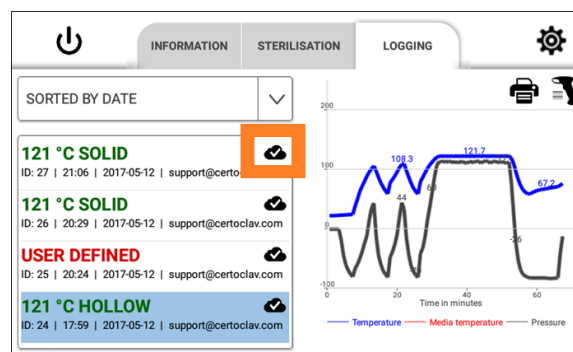 INFORMATION STERILISATION LOGGING
SORTED BY DATE
121 °C SOLID
ID: 27 | 21:06 | 2017-05-12 | support@certo
121 °C SOLID
ID: 26 | 20:29 | 2017-05-12 | support@certoclav.com
USER DEFINED
ID: 25 | 20:24 | 2017-05-12 | support@certoclav.com
121 °C HOLLOW
ID: 24 | 17:59 | 2017-05-12 | support@certoclav.com
200
100
0
-100
108.3
121.7
67.2
44
-26
0 20 40 60
Time in minutes
Temperature Media temperature Pressure